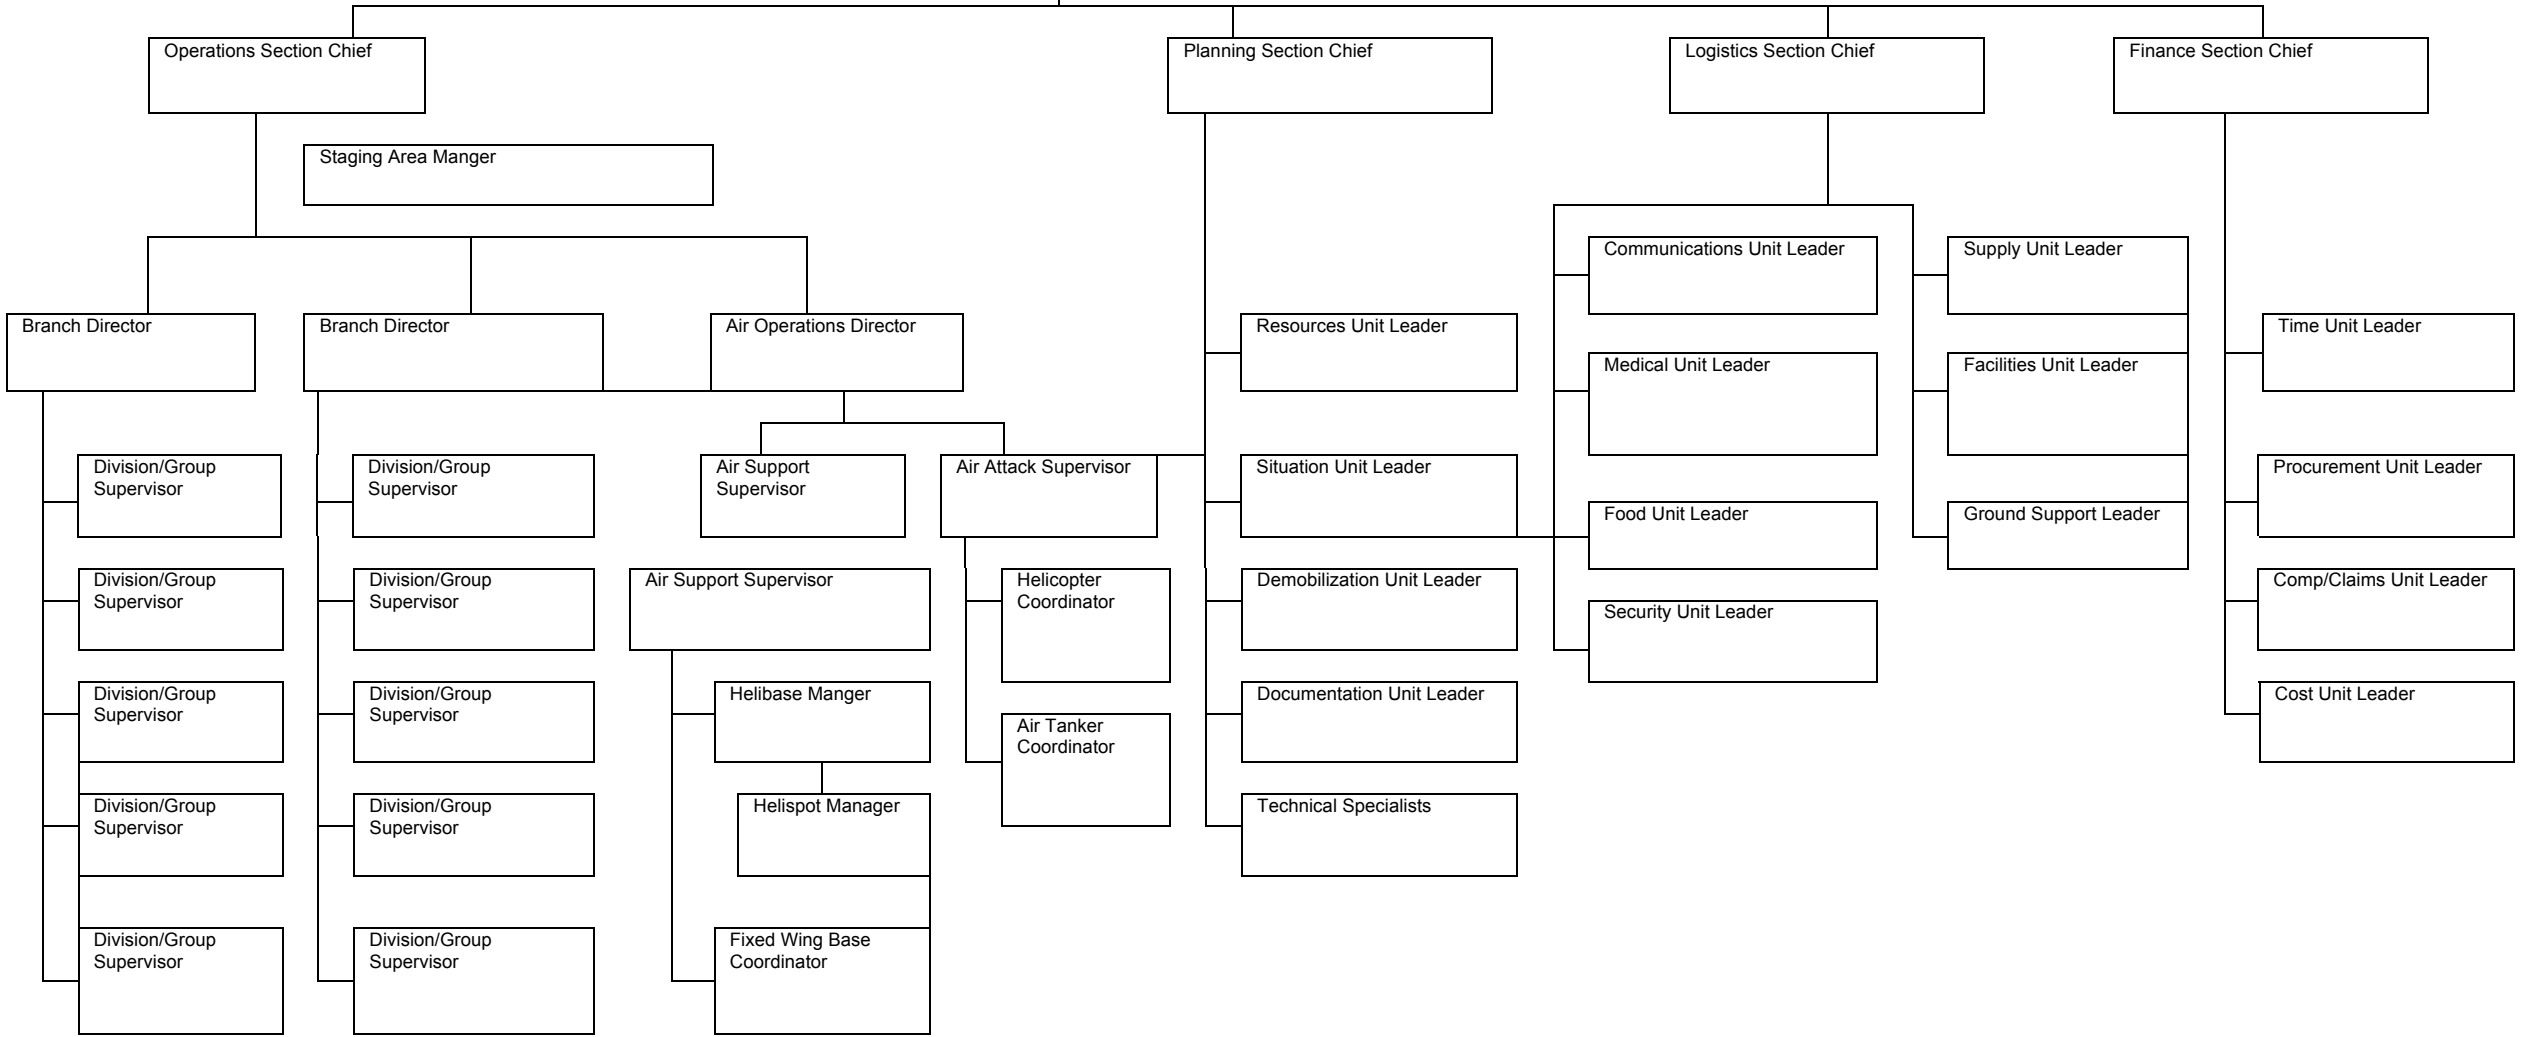 Operations Section Chief
Planning Section Chief
Logistics Section Chief
Finance Section Chief
Staging Area Manger
Communications Unit Leader
Supply Unit Leader
Branch Director
Branch Director
Air Operations Director
Resources Unit Leader
Time Unit Leader
Medical Unit Leader
Facilities Unit Leader
Division/Group
Supervisor
Division/Group
Supervisor
Air Support
Supervisor
Air Attack Supervisor
Situation Unit Leader
Procurement Unit Leader
Food Unit Leader
Ground Support Leader
Division/Group
Supervisor
Division/Group
Supervisor
Air Support Supervisor
Helicopter
Coordinator
Demobilization Unit Leader
Comp/Claims Unit Leader
Security Unit Leader
Division/Group
Supervisor
Division/Group
Supervisor
Helibase Manger
Documentation Unit Leader
Cost Unit Leader
Air Tanker
Coordinator
Division/Group
Supervisor
Division/Group
Supervisor
Helispot Manager
Technical Specialists
Division/Group
Supervisor
Division/Group
Supervisor
Fixed Wing Base
Coordinator